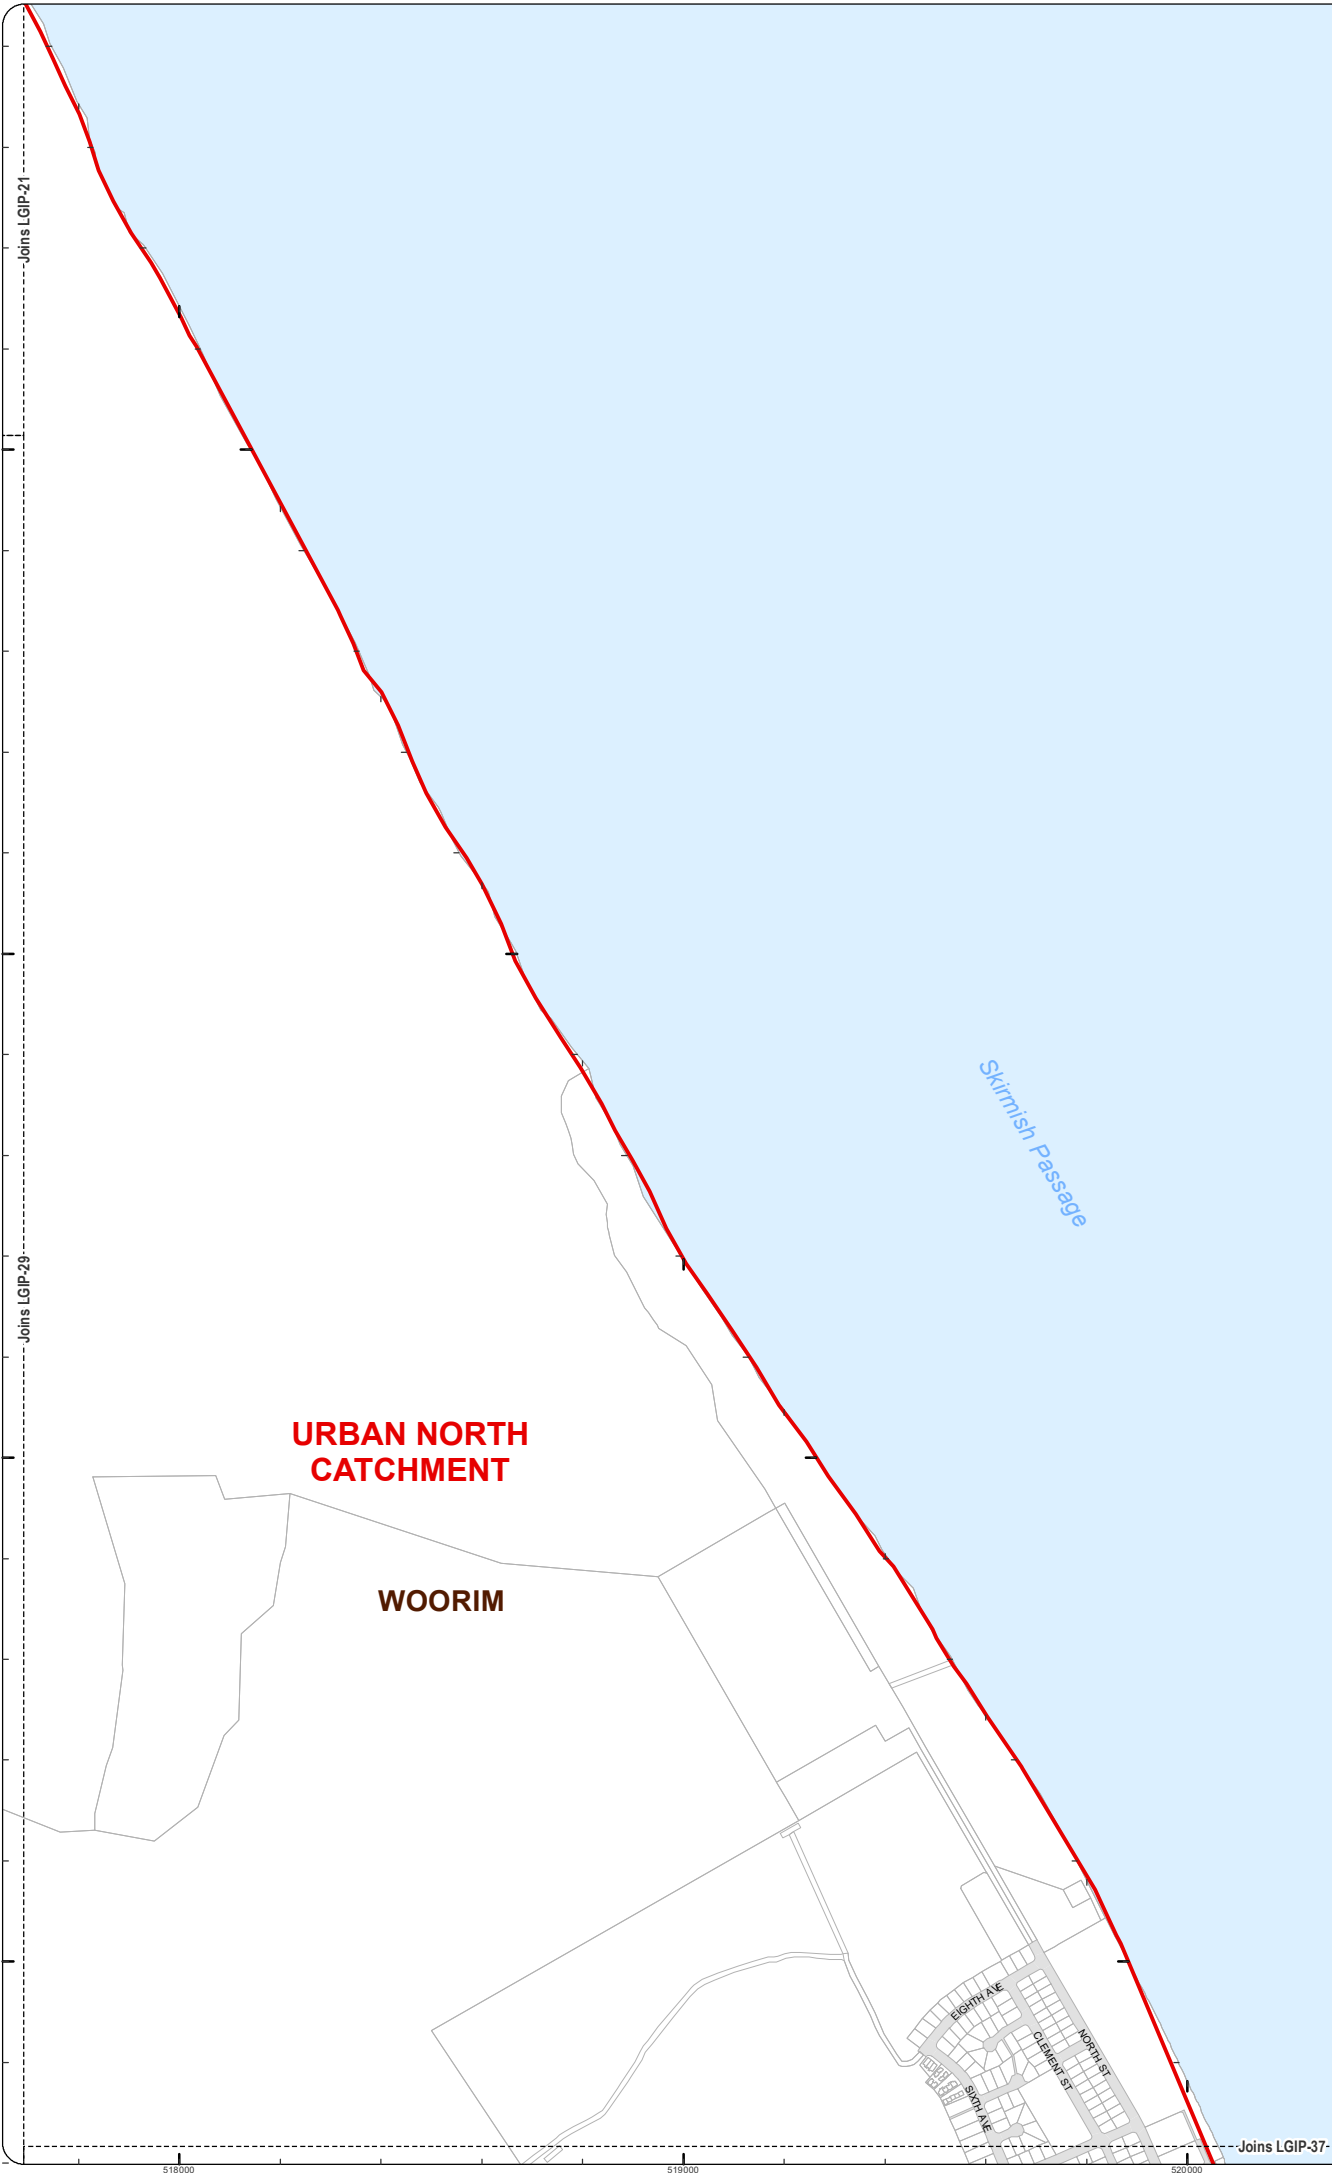 Joins LGIP-21
Skirmish Passage
Joins LGIP-29
URBAN NORTH
CATCHMENT
WOORIM
EIGHTH AVE
NORTH ST
CLEMENT ST
SIXTH AVE
Joins LGIP-37
518000
519000
520000